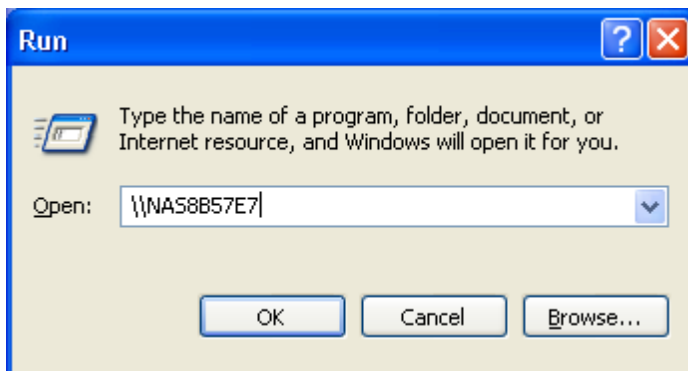 Run
Type the name of a program, folder, document, or
Internet resource, and Windows will open it for you.
Open: \\NAS8B57E7
OK Cancel Browse...